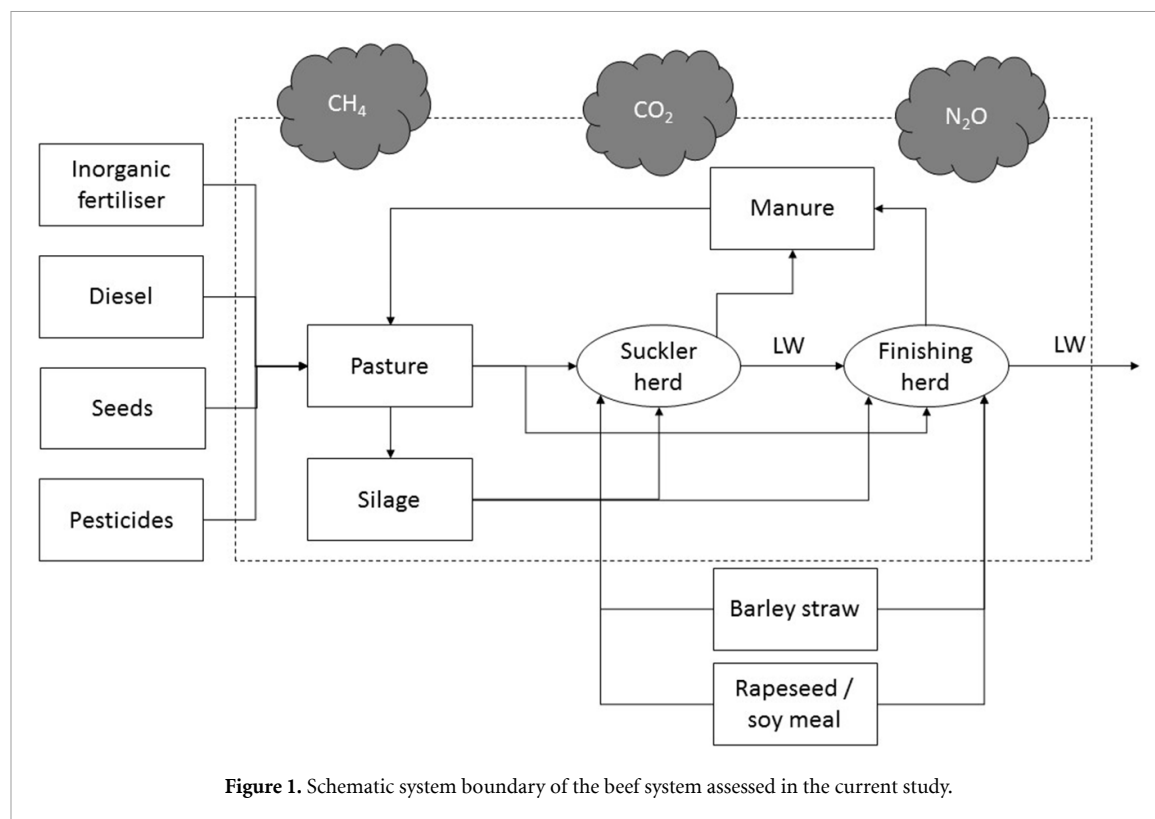 CH₄
CO₂
N₂O
Inorganic
fertiliser
Manure
Diesel
Pasture
Suckler
herd
LW
Finishing
herd
LW
Seeds
Silage
Pesticides
Barley straw
Rapeseed /
soy meal
Figure 1. Schematic system boundary of the beef system assessed in the current study.